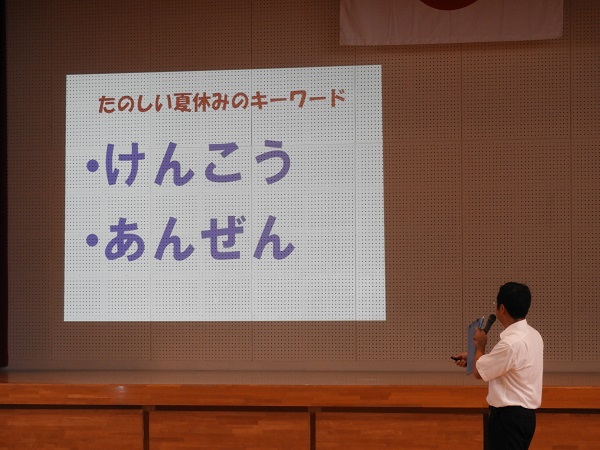 たのしい夏休みのキーワード
・けんこう
・あんぜん